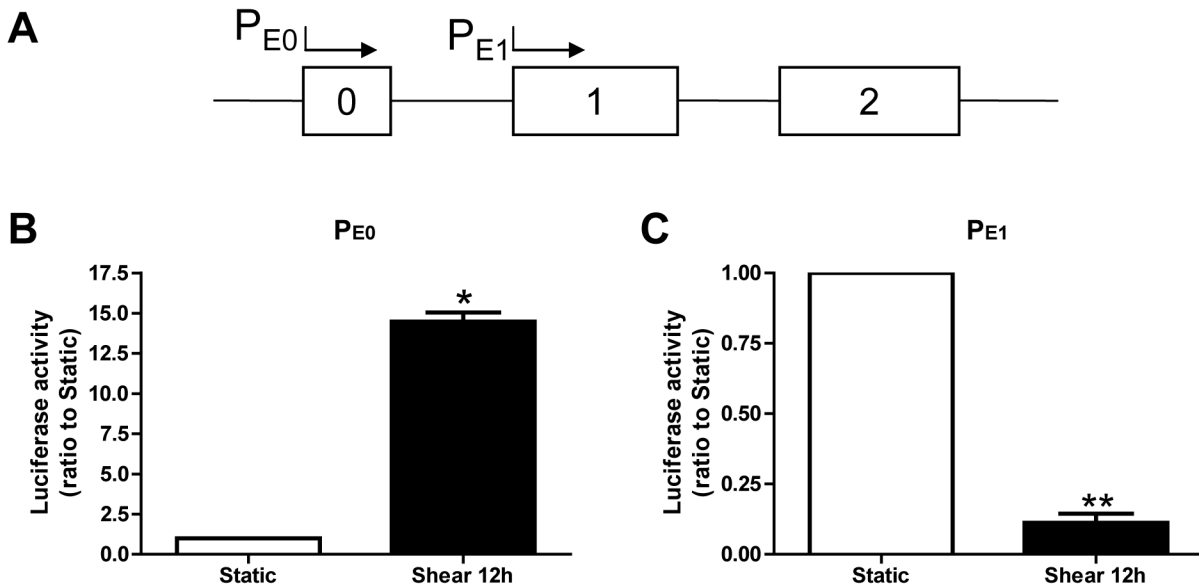 A
PE0
PE1
0
1
2
B
PE0
Luciferase activity
(ratio to Static)
17.5
15.0
12.5
10.0
7.5
5.0
2.5
0.0
*
Static
Shear 12h
C
PE1
Luciferase activity
(ratio to Static)
1.00
0.75
0.50
0.25
0.00
**
Static
Shear 12h